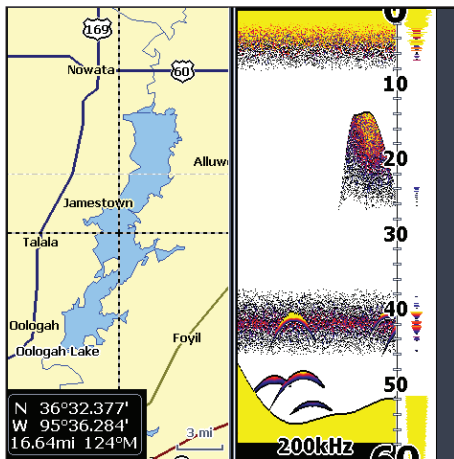 169
Nowata
60
Alluw
Jamestown
Talala
Oologah
Foyil
Oologah Lake
N 36°32.377'
W 95°36.284'
16.64mi 124°M
3 mi
0
10
20
30
40
50
60
200kHz